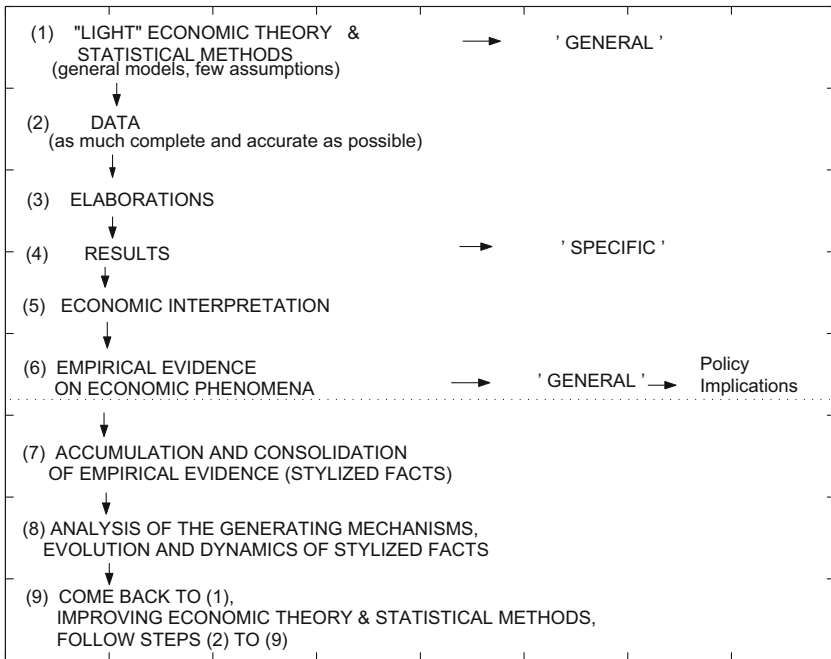 (1) "LIGHT" ECONOMIC THEORY &
STATISTICAL METHODS
(general models, few assumptions)
' GENERAL '
(2) DATA
(as much complete and accurate as possible)
(3) ELABORATIONS
(4) RESULTS
' SPECIFIC '
(5) ECONOMIC INTERPRETATION
(6) EMPIRICAL EVIDENCE
ON ECONOMIC PHENOMENA
' GENERAL '
Policy
Implications
(7) ACCUMULATION AND CONSOLIDATION
OF EMPIRICAL EVIDENCE (STYLIZED FACTS)
(8) ANALYSIS OF THE GENERATING MECHANISMS,
EVOLUTION AND DYNAMICS OF STYLIZED FACTS
(9) COME BACK TO (1),
IMPROVING ECONOMIC THEORY & STATISTICAL METHODS,
FOLLOW STEPS (2) TO (9)